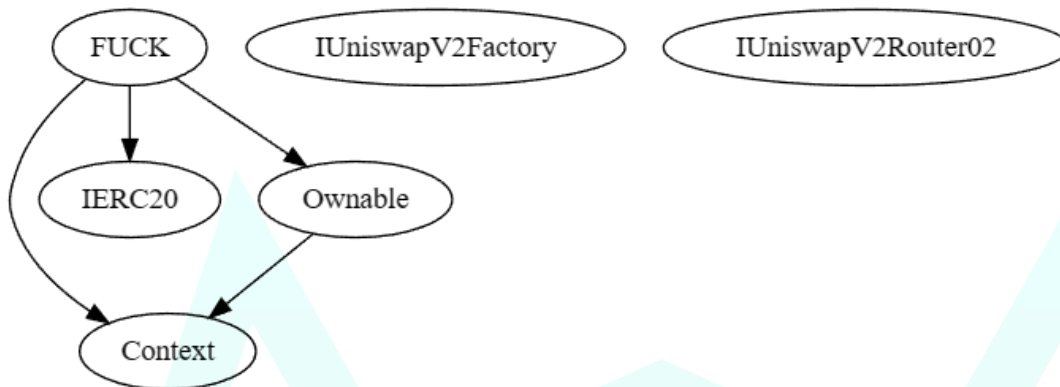 FUCK
IUniswapV2Factory
IUniswapV2Router02
IERC20
Ownable
Context